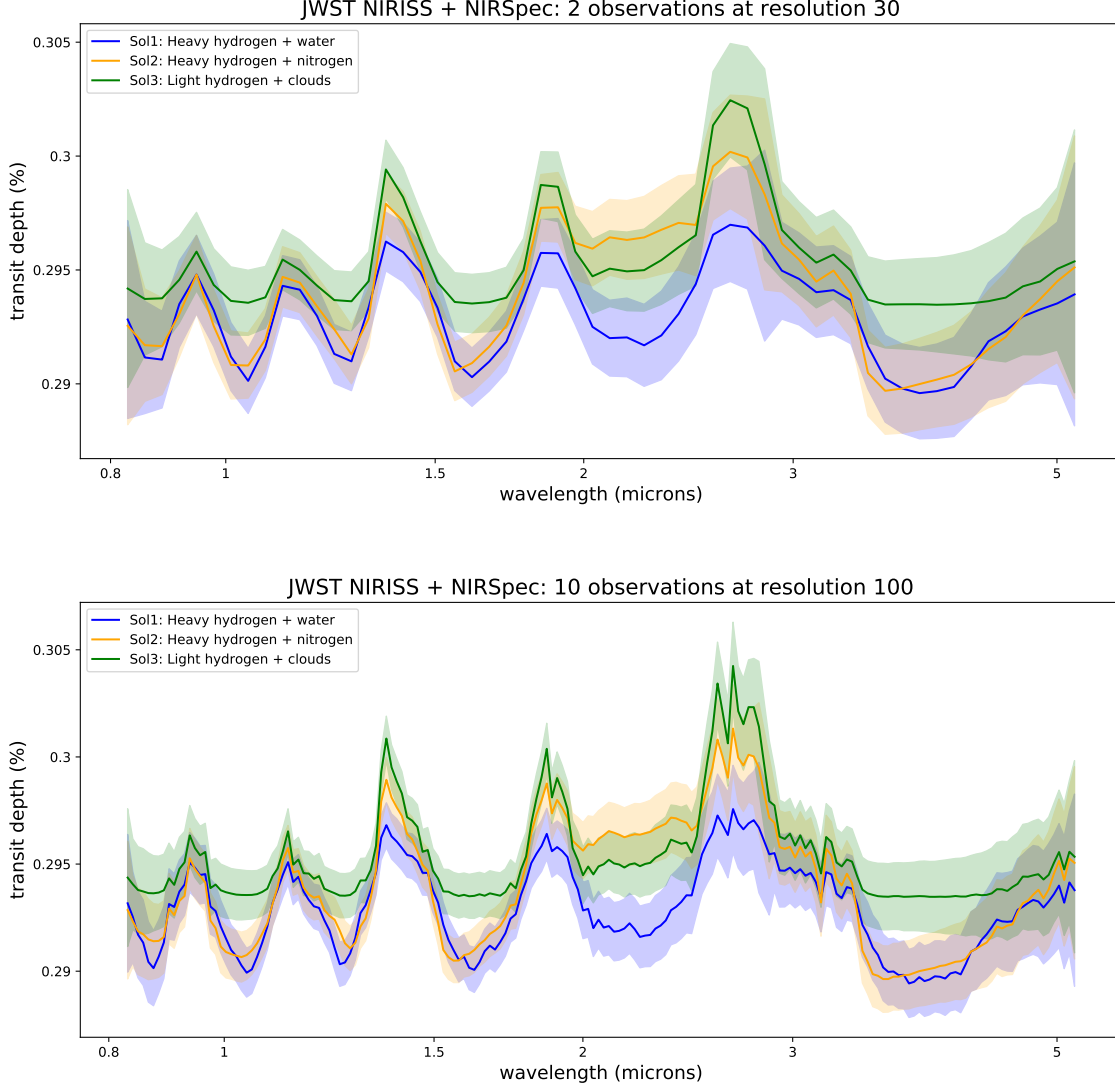 JWST NIRISS + NIRSpec: 2 observations at resolution 30
Sol1: Heavy hydrogen + water
Sol2: Heavy hydrogen + nitrogen
Sol3: Light hydrogen + clouds
transit depth (%)
0.305
0.3
0.295
0.29
0.8 1 1.5 2 3 5
wavelength (microns)
JWST NIRISS + NIRSpec: 10 observations at resolution 100
Sol1: Heavy hydrogen + water
Sol2: Heavy hydrogen + nitrogen
Sol3: Light hydrogen + clouds
transit depth (%)
0.305
0.3
0.295
0.29
0.8 1 1.5 2 3 5
wavelength (microns)